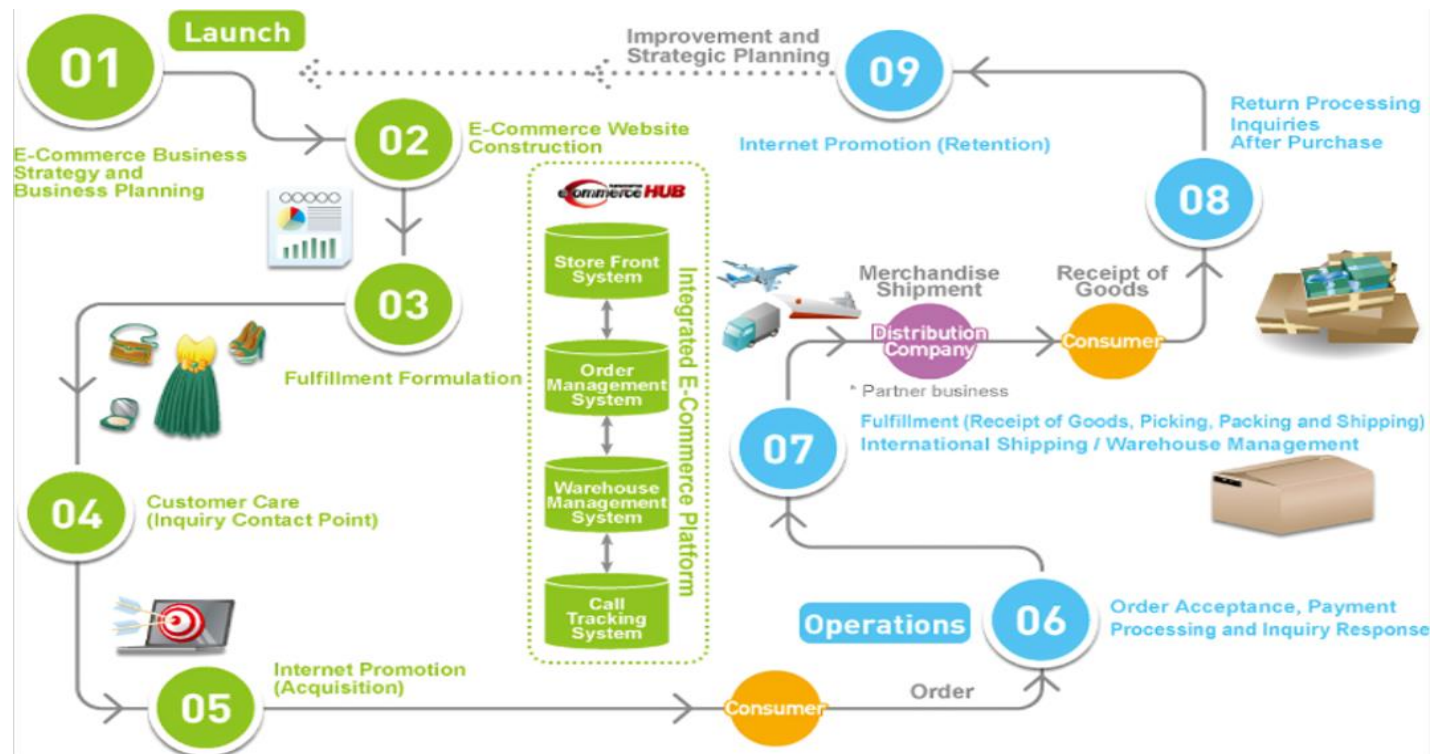 01
Launch
E-Commerce Business
Strategy and
Business Planning
02
E-Commerce Website
Construction
03
Fulfillment Formulation
04
Customer Care
(Inquiry Contact Point)
05
Internet Promotion
(Acquisition)
eCommerce HUB
Store Front
System
Order
Management
System
Warehouse
Management
System
Call
Tracking
System
Integrated E-Commerce Platform
Consumer
Order
Operations
06
Order Acceptance, Payment
Processing and Inquiry Response
07
Fulfillment (Receipt of Goods, Picking, Packing and Shipping)
International Shipping / Warehouse Management
Merchandise
Shipment
Distribution
Company
* Partner business
Receipt of
Goods
Consumer
08
Return Processing
Inquiries
After Purchase
09
Internet Promotion (Retention)
Improvement and
Strategic Planning